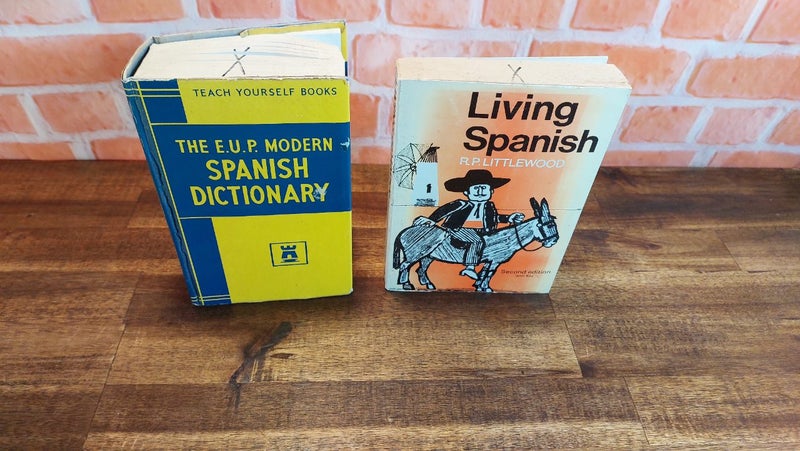 TEACH YOURSELF BOOKS
THE E.U.P. MODERN
SPANISH
DICTIONARY
Living
Spanish
R.P. LITTLEWOOD
Second edition